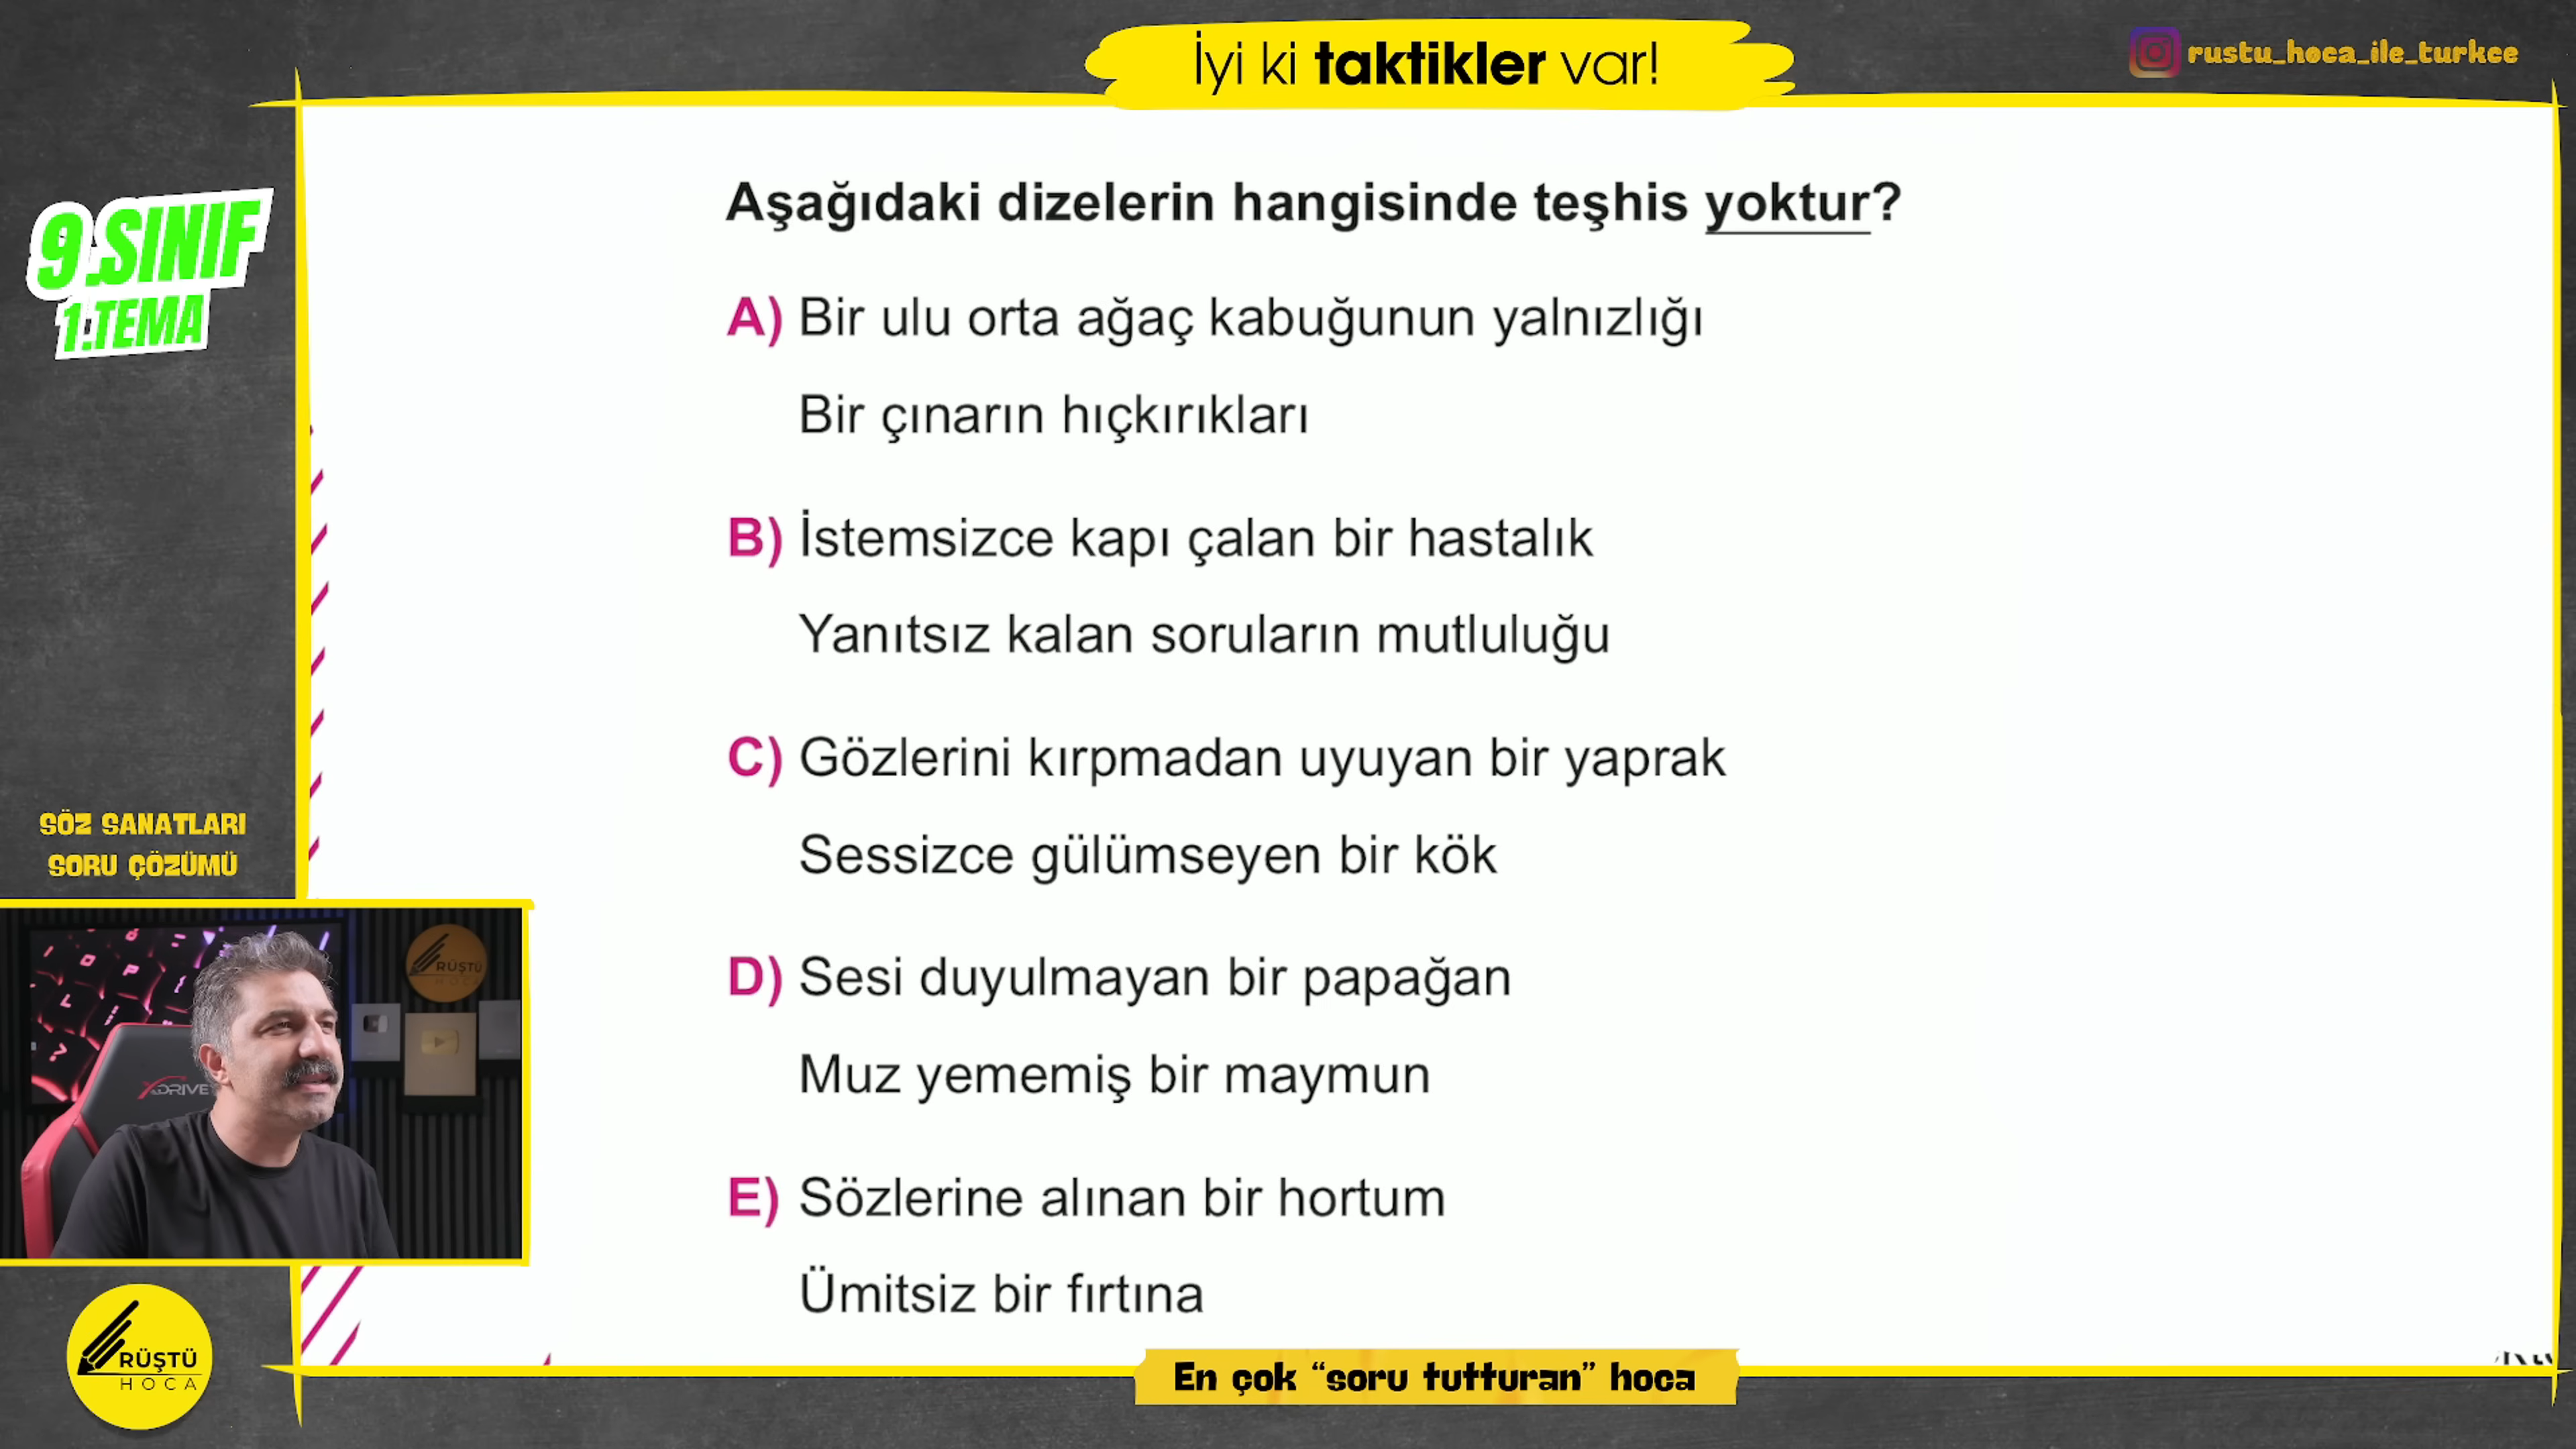 İyi ki taktikler var!
rustu_hoca_ile_turkce
9.SINIF
1.TEMA
Aşağıdaki dizelerin hangisinde teşhis yoktur?
A) Bir ulu orta ağaç kabuğunun yalnızlığı
Bir çınarın hıçkırıkları
B) İstemsizce kapı çalan bir hastalık
Yanıtsız kalan soruların mutluluğu
C) Gözlerini kırpmadan uyuyan bir yaprak
Sessizce gülümseyen bir kök
D) Sesi duyulmayan bir papağan
Muz yememiş bir maymun
E) Sözlerine alınan bir hortum
Ümitsiz bir fırtına
SÖZ SANATLARI
SORU ÇÖZÜMÜ
RÜŞTÜ
HOCA
XDRIVE
RÜŞTÜ
HOCA
En çok “soru tutturan” hoca